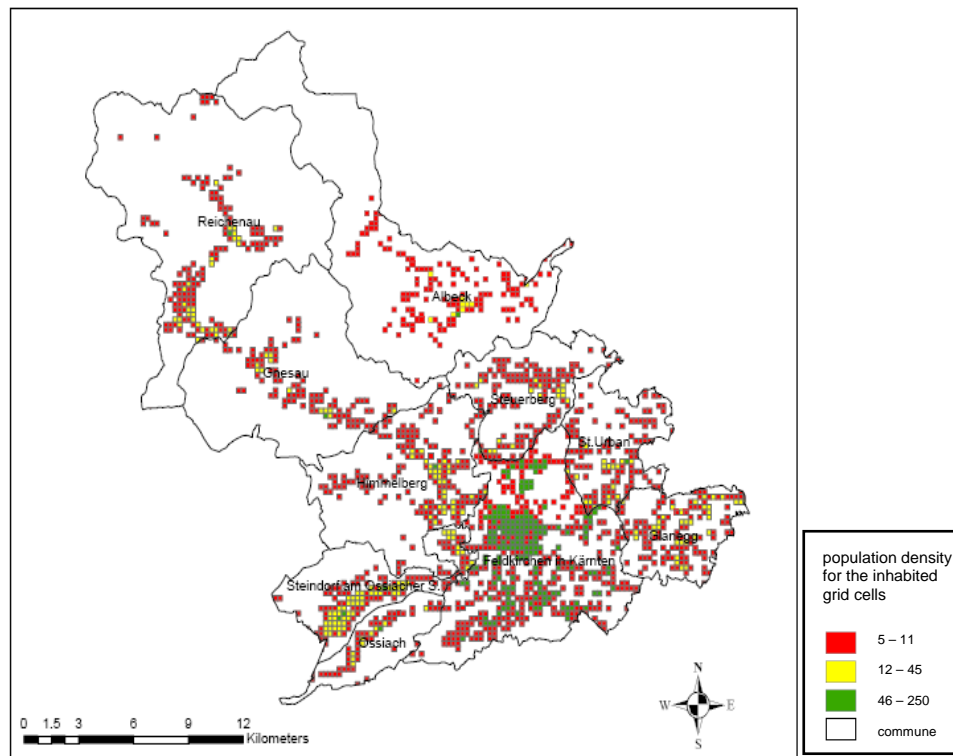 Reichenau
Albeck
Gnesau
Steuerberg
St.Urban
Himmelberg
Glanegg
Feldkirchen in Kärnten
Steindorf am Ossiacher S.
Ossiach
N
W E
S
0 1.5 3 6 9 12
Kilometers
population density
for the inhabited
grid cells
5 – 11
12 – 45
46 – 250
commune